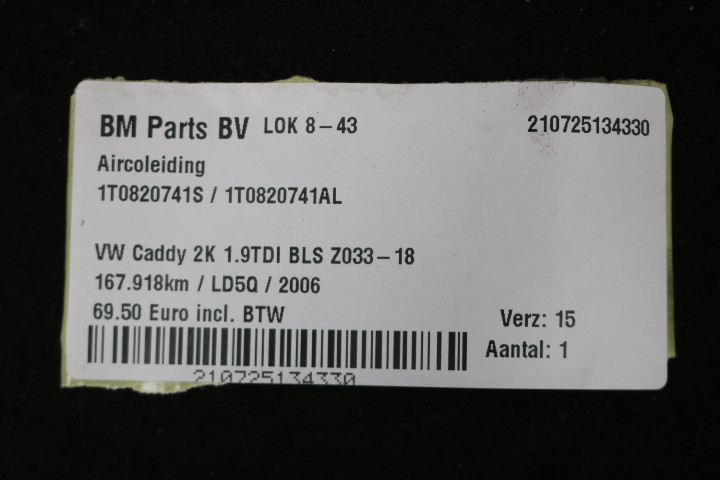 BM Parts BV LOK 8-43 210725134330
Aircoleiding
1T0820741S / 1T0820741AL
VW Caddy 2K 1.9TDI BLS Z033-18
167.918km / LD5Q / 2006
69.50 Euro incl. BTW
Verz: 15
Aantal: 1
210725134330